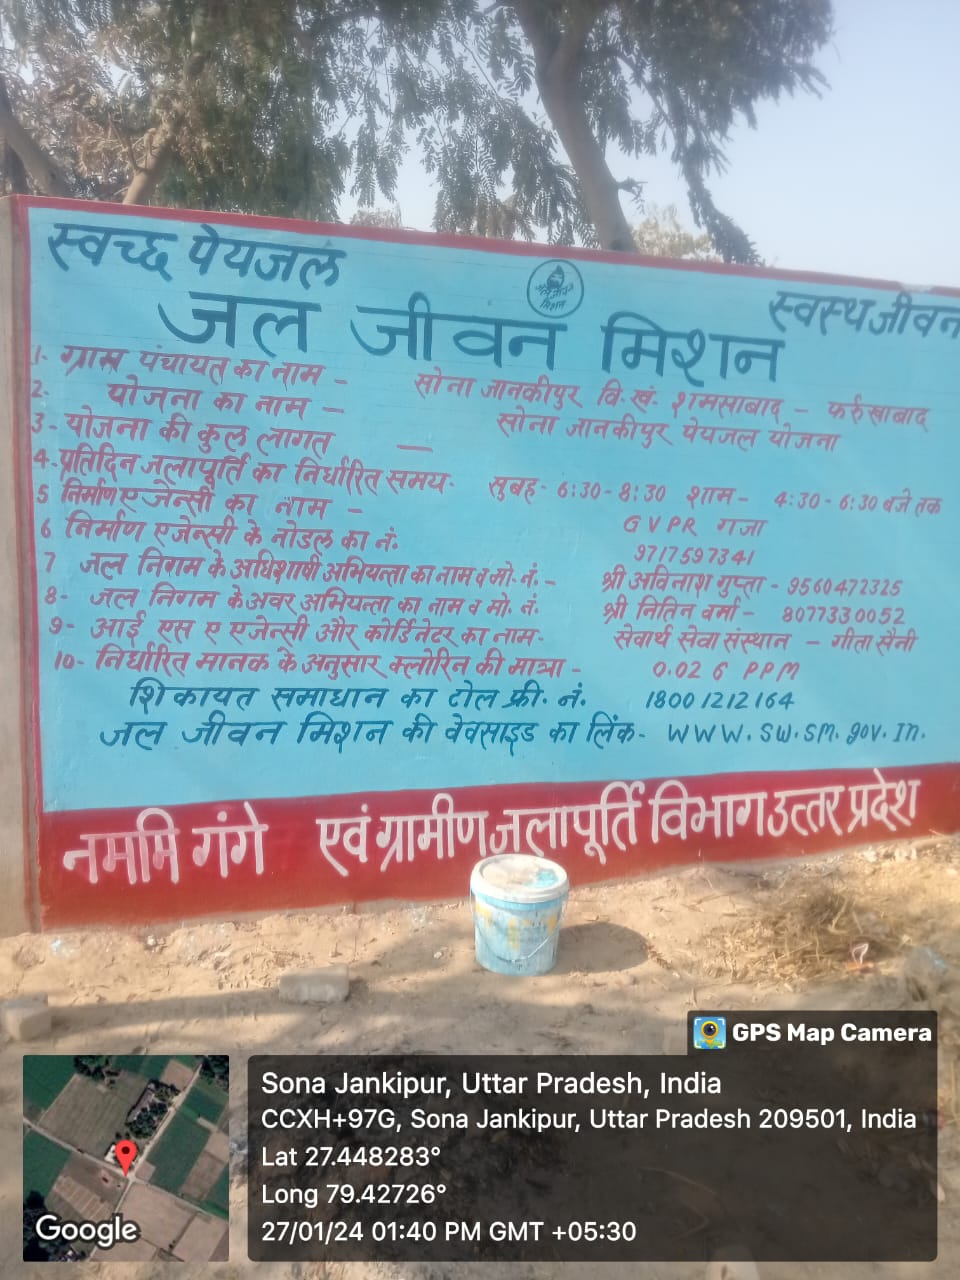 स्वच्छ पेयजल
स्वस्थ जीवन
जल जीवन मिशन
1- ग्राम पंचायत का नाम - सोना जानकीपुर वि. खं. शमसाबाद - फर्रुखाबाद
2- योजना का नाम - सोना जानकीपुर पेयजल योजना
3- योजना की कुल लागत -
4- प्रतिदिन जलापूर्ति का निर्धारित समय- सुबह- 6:30-8:30 शाम- 4:30-6:30 बजे तक
5 निर्माण एजेन्सी का नाम - GVPR गजा
6 निर्माण एजेन्सी के नोडल का नं. 9717597341
7 जल निगम के अधिशाषी अभियन्ता का नाम व मो. नं. - श्री अविनाश गुप्ता - 9560472325
8- जल निगम के अवर अभियन्ता का नाम व मो. नं. श्री नितिन वर्मा - 8077330052
9- आई एस ए एजेन्सी और कोर्डिनेटर का नाम- सेवार्थ सेवा संस्थान - गीता सैनी
10- निर्धारित मानक के अनुसार क्लोरिन की मात्रा - 0.02 6 PPM
शिकायत समाधान का टोल फ्री. नं. 18001212164
जल जीवन मिशन की वेवसाइड का लिंक- WWW.SW.SM.gov.In.
नमामि गंगे एवं ग्रामीण जलापूर्ति विभाग उत्तर प्रदेश
GPS Map Camera
Sona Jankipur, Uttar Pradesh, India
CCXH+97G, Sona Jankipur, Uttar Pradesh 209501, India
Lat 27.448283°
Long 79.42726°
27/01/24 01:40 PM GMT +05:30
Google